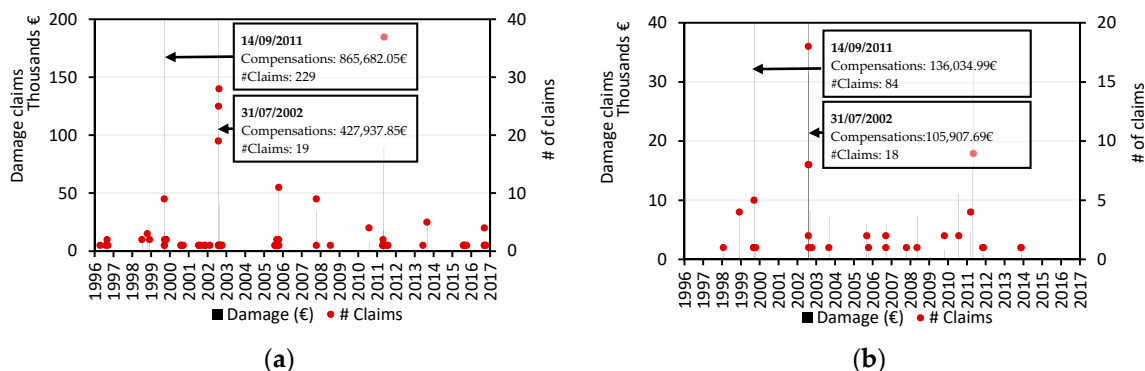 Damage claims
Thousands €
200
150
100
50
0
40
30
20
10
0
# of claims
14/09/2011
Compensations: 865,682.05€
#Claims: 229
31/07/2002
Compensations: 427,937.85€
#Claims: 19
1996 1997 1998 1999 2000 2001 2002 2003 2004 2005 2006 2007 2008 2009 2010 2011 2012 2013 2014 2015 2016 2017
Damage (€) # Claims
(a)
Damage claims
Thousands €
40
30
20
10
0
20
15
10
5
0
# of claims
14/09/2011
Compensations: 136,034.99€
#Claims: 84
31/07/2002
Compensations:105,907.69€
#Claims: 18
1996 1997 1998 1999 2000 2001 2002 2003 2004 2005 2006 2007 2008 2009 2010 2011 2012 2013 2014 2015 2016 2017
Damage (€) # Claims
(b)